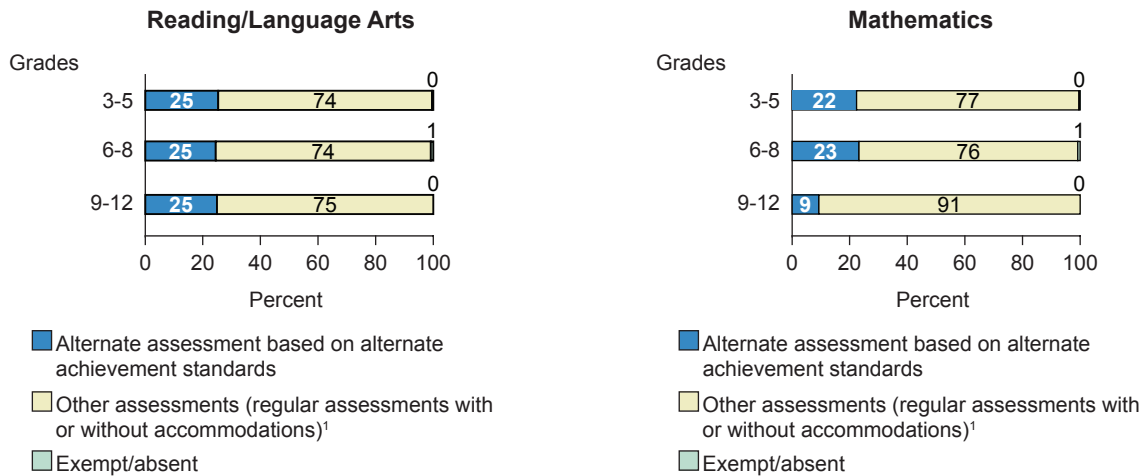 Reading/Language Arts
Grades
0
3-5 25 74
1
6-8 25 74
0
9-12 25 75
0 20 40 60 80 100
Percent
Alternate assessment based on alternate
achievement standards
Other assessments (regular assessments with
or without accommodations)¹
Exempt/absent
Mathematics
Grades
0
3-5 22 77
1
6-8 23 76
0
9-12 9 91
0 20 40 60 80 100
Percent
Alternate assessment based on alternate
achievement standards
Other assessments (regular assessments with
or without accommodations)¹
Exempt/absent